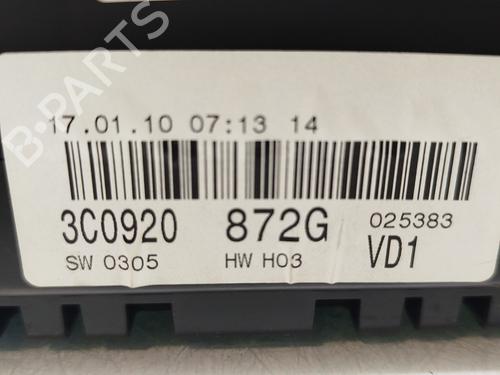 B-PARTS
17.01.10 07:13 14
3C0920 872G 025383
SW 0305 HW H03 VD1